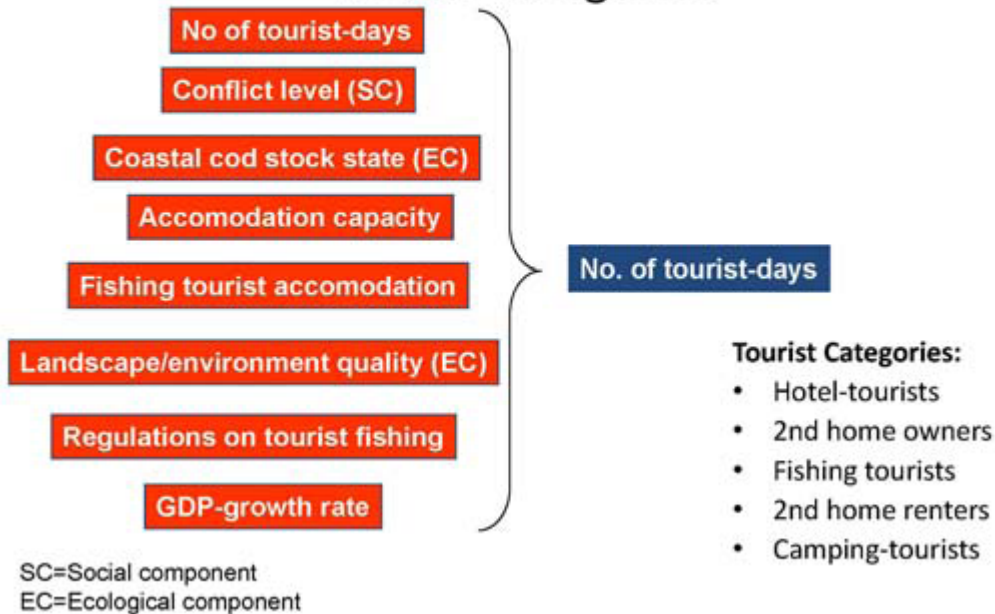 No of tourist-days
Conflict level (SC)
Coastal cod stock state (EC)
Accomodation capacity
Fishing tourist accomodation
Landscape/environment quality (EC)
Regulations on tourist fishing
GDP-growth rate
No. of tourist-days
Tourist Categories:
• Hotel-tourists
• 2nd home owners
• Fishing tourists
• 2nd home renters
• Camping-tourists
SC=Social component
EC=Ecological component